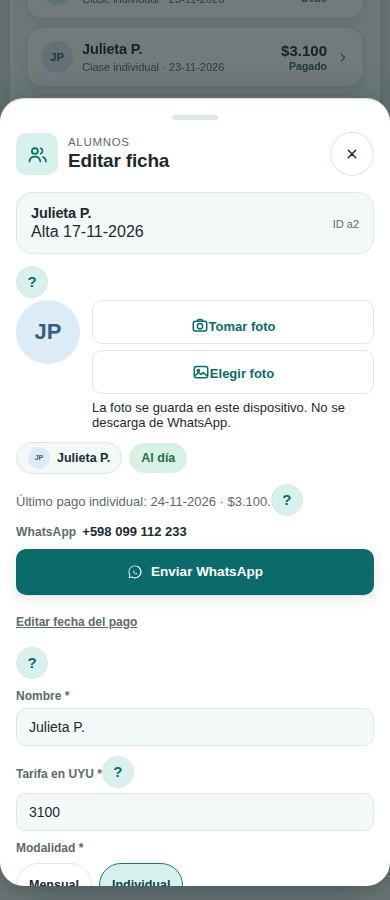 Clase individual · 23-11-2026
Debe
JP
Julieta P.
$3.100
Clase individual · 23-11-2026
Pagado
ALUMNOS
Editar ficha
Julieta P.
Alta 17-11-2026
ID a2
?
JP
Tomar foto
Elegir foto
La foto se guarda en este dispositivo. No se
descarga de WhatsApp.
JP Julieta P.
Al día
Último pago individual: 24-11-2026 · $3.100. ?
WhatsApp +598 099 112 233
Enviar WhatsApp
Editar fecha del pago
?
Nombre *
Julieta P.
Tarifa en UYU * ?
3100
Modalidad *
Mensual
Individual